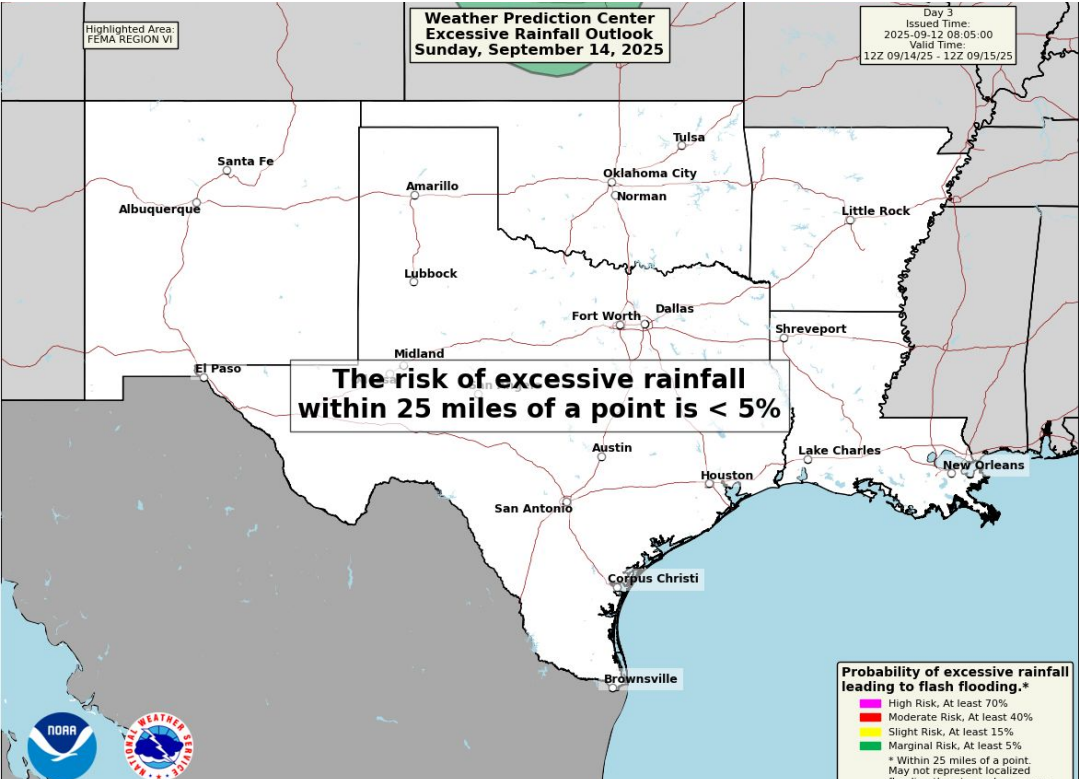 Highlighted Area:
FEMA REGION VI
Weather Prediction Center
Excessive Rainfall Outlook
Sunday, September 14, 2025
Day 3
Issued Time:
2025-09-12 08:05:00
Valid Time:
12Z 09/14/25 - 12Z 09/15/25
Tulsa
Santa Fe
Oklahoma City
Amarillo
Norman
Albuquerque
Little Rock
Lubbock
Dallas
Fort Worth
Shreveport
Midland
El Paso
The risk of excessive rainfall
within 25 miles of a point is < 5%
Austin
Lake Charles
New Orleans
Houston
San Antonio
Corpus Christi
Brownsville
Probability of excessive rainfall
leading to flash flooding.*
High Risk, At least 70%
Moderate Risk, At least 40%
Slight Risk, At least 15%
Marginal Risk, At least 5%
* Within 25 miles of a point.
May not represent localized
NOAA
NATIONAL WEATHER SERVICE